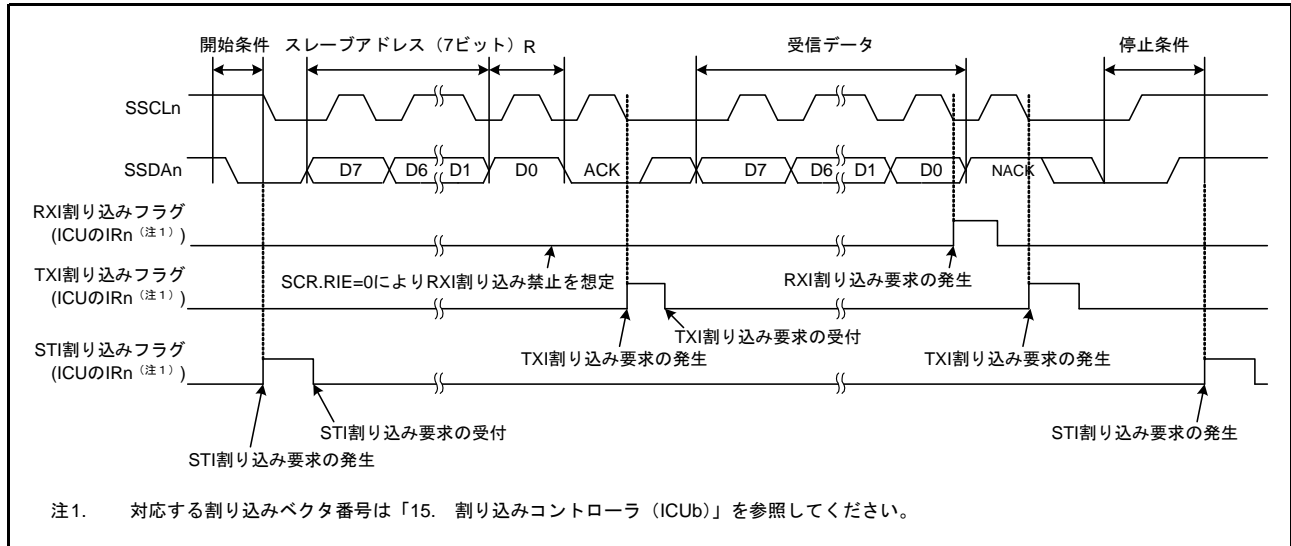 開始条件 スレーブアドレス（7ビット）R 受信データ 停止条件
SSCLn
SSDAn D7 D6 D1 D0 ACK D7 D6 D1 D0 NACK
RXI割り込みフラグ
(ICUのIRn（注1）)
SCR.RIE=0によりRXI割り込み禁止を想定 RXI割り込み要求の発生
TXI割り込みフラグ
(ICUのIRn（注1）)
TXI割り込み要求の受付
TXI割り込み要求の発生 TXI割り込み要求の発生
STI割り込みフラグ
(ICUのIRn（注1）)
STI割り込み要求の受付 STI割り込み要求の発生
STI割り込み要求の発生
注1. 対応する割り込みベクタ番号は「15. 割り込みコントローラ（ICUb）」を参照してください。